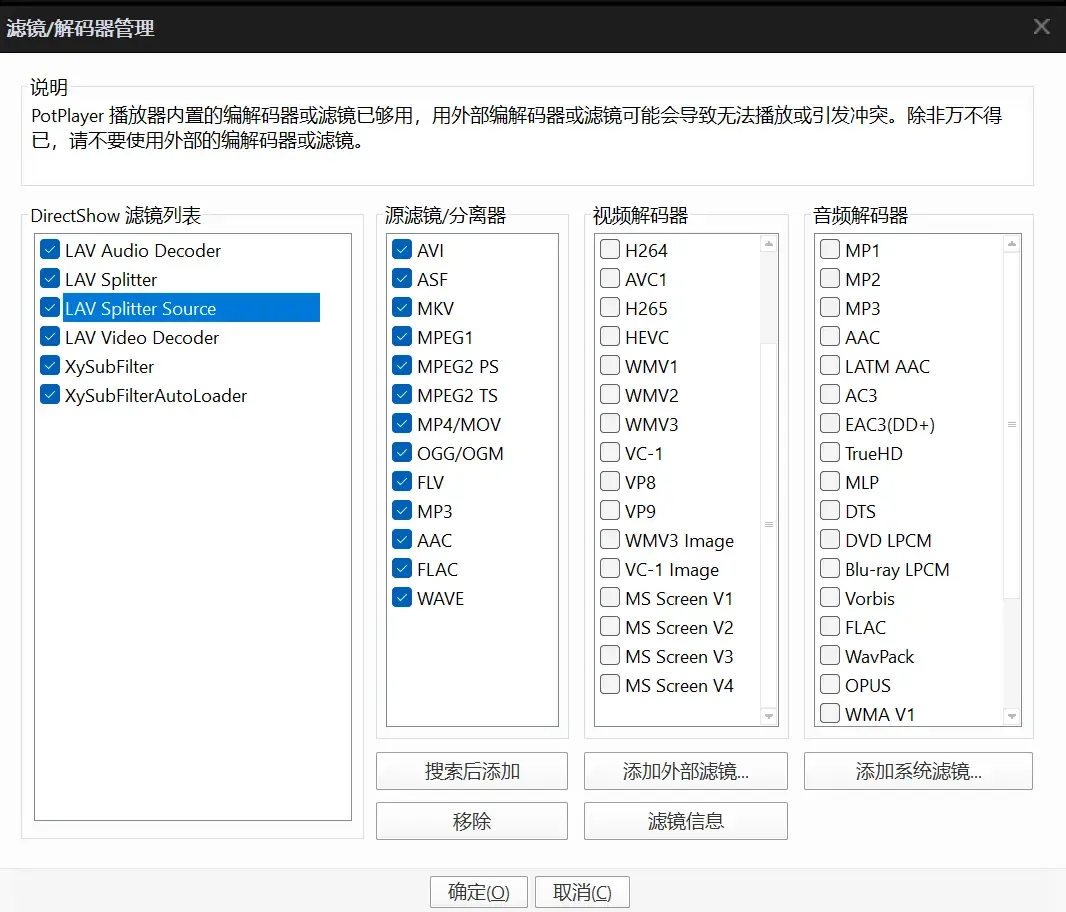 滤镜/解码器管理
说明
PotPlayer 播放器内置的编解码器或滤镜已够用，用外部编解码器或滤镜可能会导致无法播放或引发冲突。除非万不得
已，请不要使用外部的编解码器或滤镜。
DirectShow 滤镜列表
LAV Audio Decoder
LAV Splitter
LAV Splitter Source
LAV Video Decoder
XySubFilter
XySubFilterAutoLoader
源滤镜/分离器
AVI
ASF
MKV
MPEG1
MPEG2 PS
MPEG2 TS
MP4/MOV
OGG/OGM
FLV
MP3
AAC
FLAC
WAVE
视频解码器
H264
AVC1
H265
HEVC
WMV1
WMV2
WMV3
VC-1
VP8
VP9
WMV3 Image
VC-1 Image
MS Screen V1
MS Screen V2
MS Screen V3
MS Screen V4
音频解码器
MP1
MP2
MP3
AAC
LATM AAC
AC3
EAC3(DD+)
TrueHD
MLP
DTS
DVD LPCM
Blu-ray LPCM
Vorbis
FLAC
WavPack
OPUS
WMA V1
搜索后添加
添加外部滤镜...
添加系统滤镜...
移除
滤镜信息
确定(O)
取消(C)